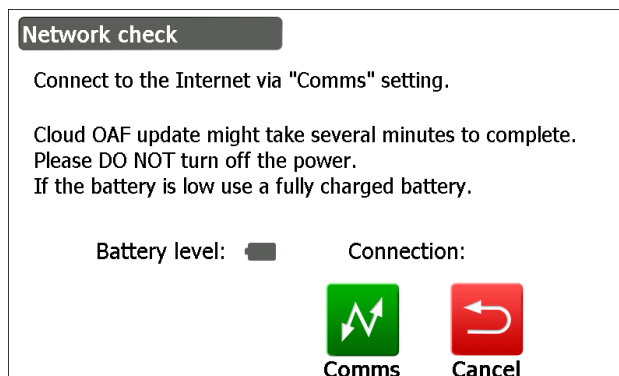 Network check
Connect to the Internet via "Comms" setting.
Cloud OAF update might take several minutes to complete.
Please DO NOT turn off the power.
If the battery is low use a fully charged battery.
Battery level: Connection:
Comms Cancel